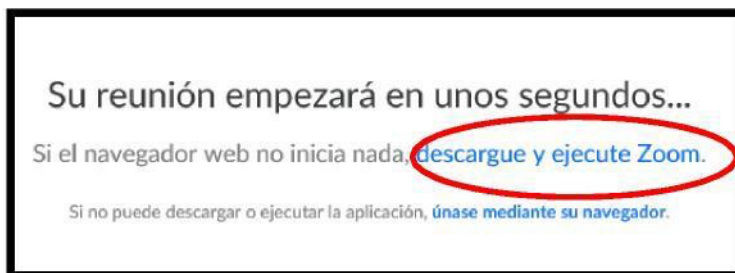 Su reunión empezará en unos segundos...
Si el navegador web no inicia nada, descargue y ejecute Zoom.
Si no puede descargar o ejecutar la aplicación, únase mediante su navegador.